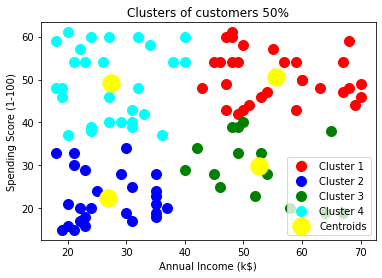 Clusters of customers 50%
Spending Score (1-100)
60
50
40
30
20
Cluster 1
Cluster 2
Cluster 3
Cluster 4
Centroids
20
30
40
50
60
70
Annual Income (k$)